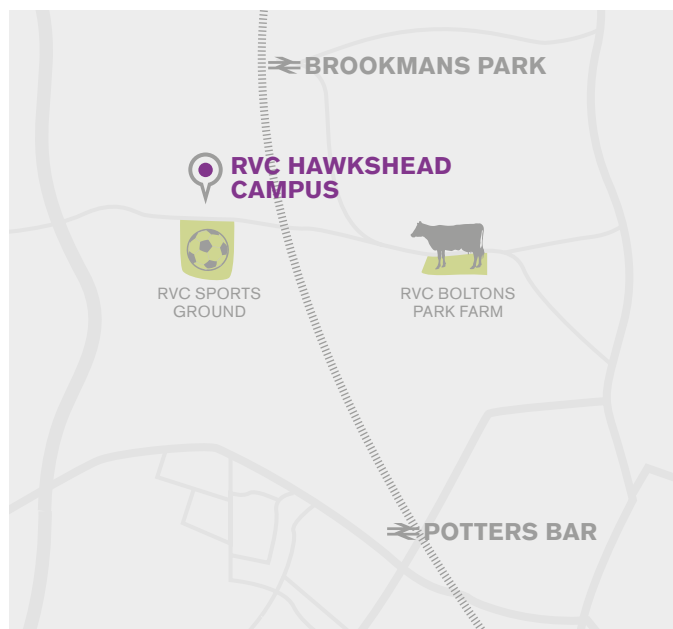 BROOKMANS PARK
RVC HAWKSHEAD
CAMPUS
RVC SPORTS
GROUND
RVC BOLTONS
PARK FARM
POTTERS BAR